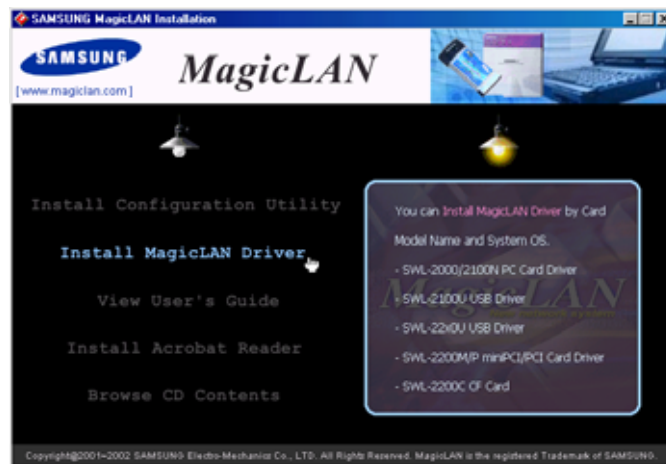 SAMSUNG MagicLAN Installation
SAMSUNG
MagicLAN
[www.magiclan.com]
Install Configuration Utility
Install MagicLAN Driver
View User's Guide
Install Acrobat Reader
Browse CD Contents
You can Install MagicLAN Driver by Card
Model Name and System OS.
- SWL-2000/2100N PC Card Driver
- SWL-2100U USB Driver
- SWL-22x0U USB Driver
- SWL-2200M/P miniPCI/PCI Card Driver
- SWL-2200C CF Card
MagicLAN
Copyright@2001~2002 SAMSUNG Electro-Mechanics Co., LTD. All Rights Reserved. MagicLAN is the registered Trademark of SAMSUNG.